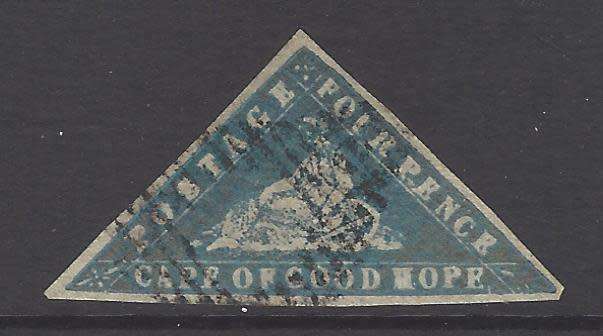 POSTAGE
FOUR PENCE
CAPE OF GOOD HOPE